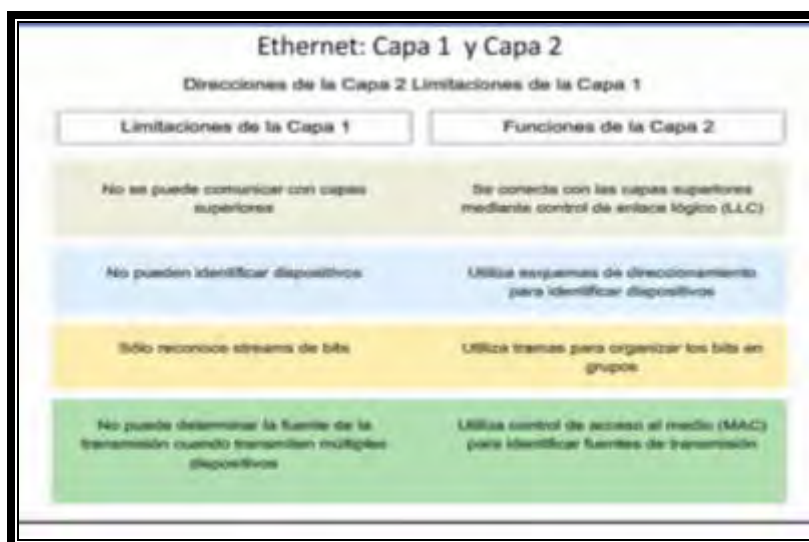 Ethernet: Capa 1 y Capa 2
Direcciones de la Capa 2 Limitaciones de la Capa 1
Limitaciones de la Capa 1
Funciones de la Capa 2
No se puede comunicar con capas
superiores
Se conecta con las capas superiores
mediante control de enlace lógico (LLC)
No pueden identificar dispositivos
Utiliza esquemas de direccionamiento
para identificar dispositivos
Sólo reconoce streams de bits
Utiliza tramas para organizar los bits en
grupos
No puede determinar la fuente de la
transmisión cuando transmiten múltiples
dispositivos
Utiliza control de acceso al medio (MAC)
para identificar fuentes de transmisión